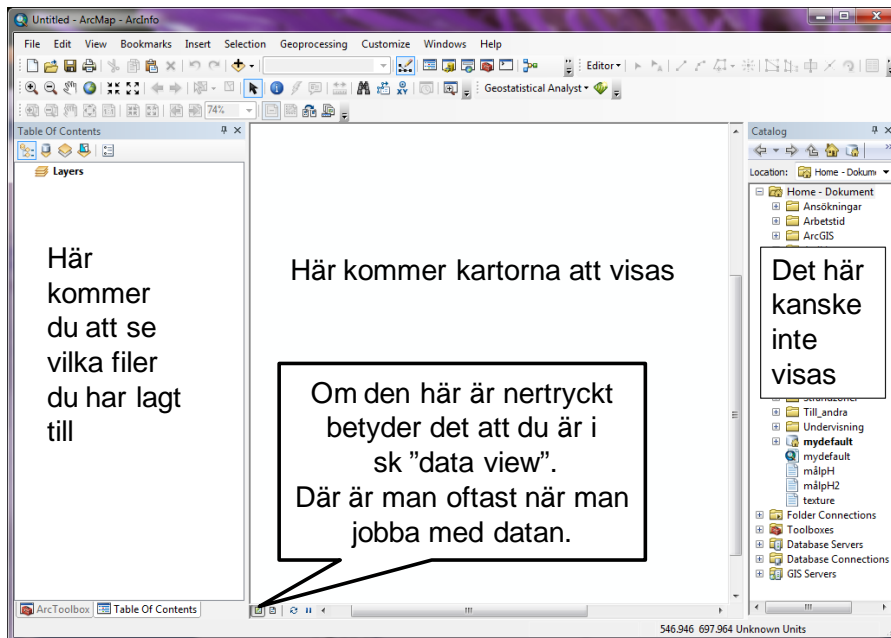 Untitled - ArcMap - ArcInfo
File Edit View Bookmarks Insert Selection Geoprocessing Customize Windows Help
Editor
Geostatistical Analyst
74%
Table Of Contents
Layers
Här
kommer
du att se
vilka filer
du har lagt
till
ArcToolbox Table Of Contents
Här kommer kartorna att visas
Om den här är nertryckt
betyder det att du är i
sk ”data view”.
Där är man oftast när man
jobba med datan.
Catalog
Location: Home - Dokum
Home - Dokument
Ansökningar
Arbetstid
ArcGIS
Det här
kanske
inte
visas
Till_andra
Undervisning
mydefault
mydefault
målpH
målpH2
texture
Folder Connections
Toolboxes
Database Servers
Database Connections
GIS Servers
546.946 697.964 Unknown Units